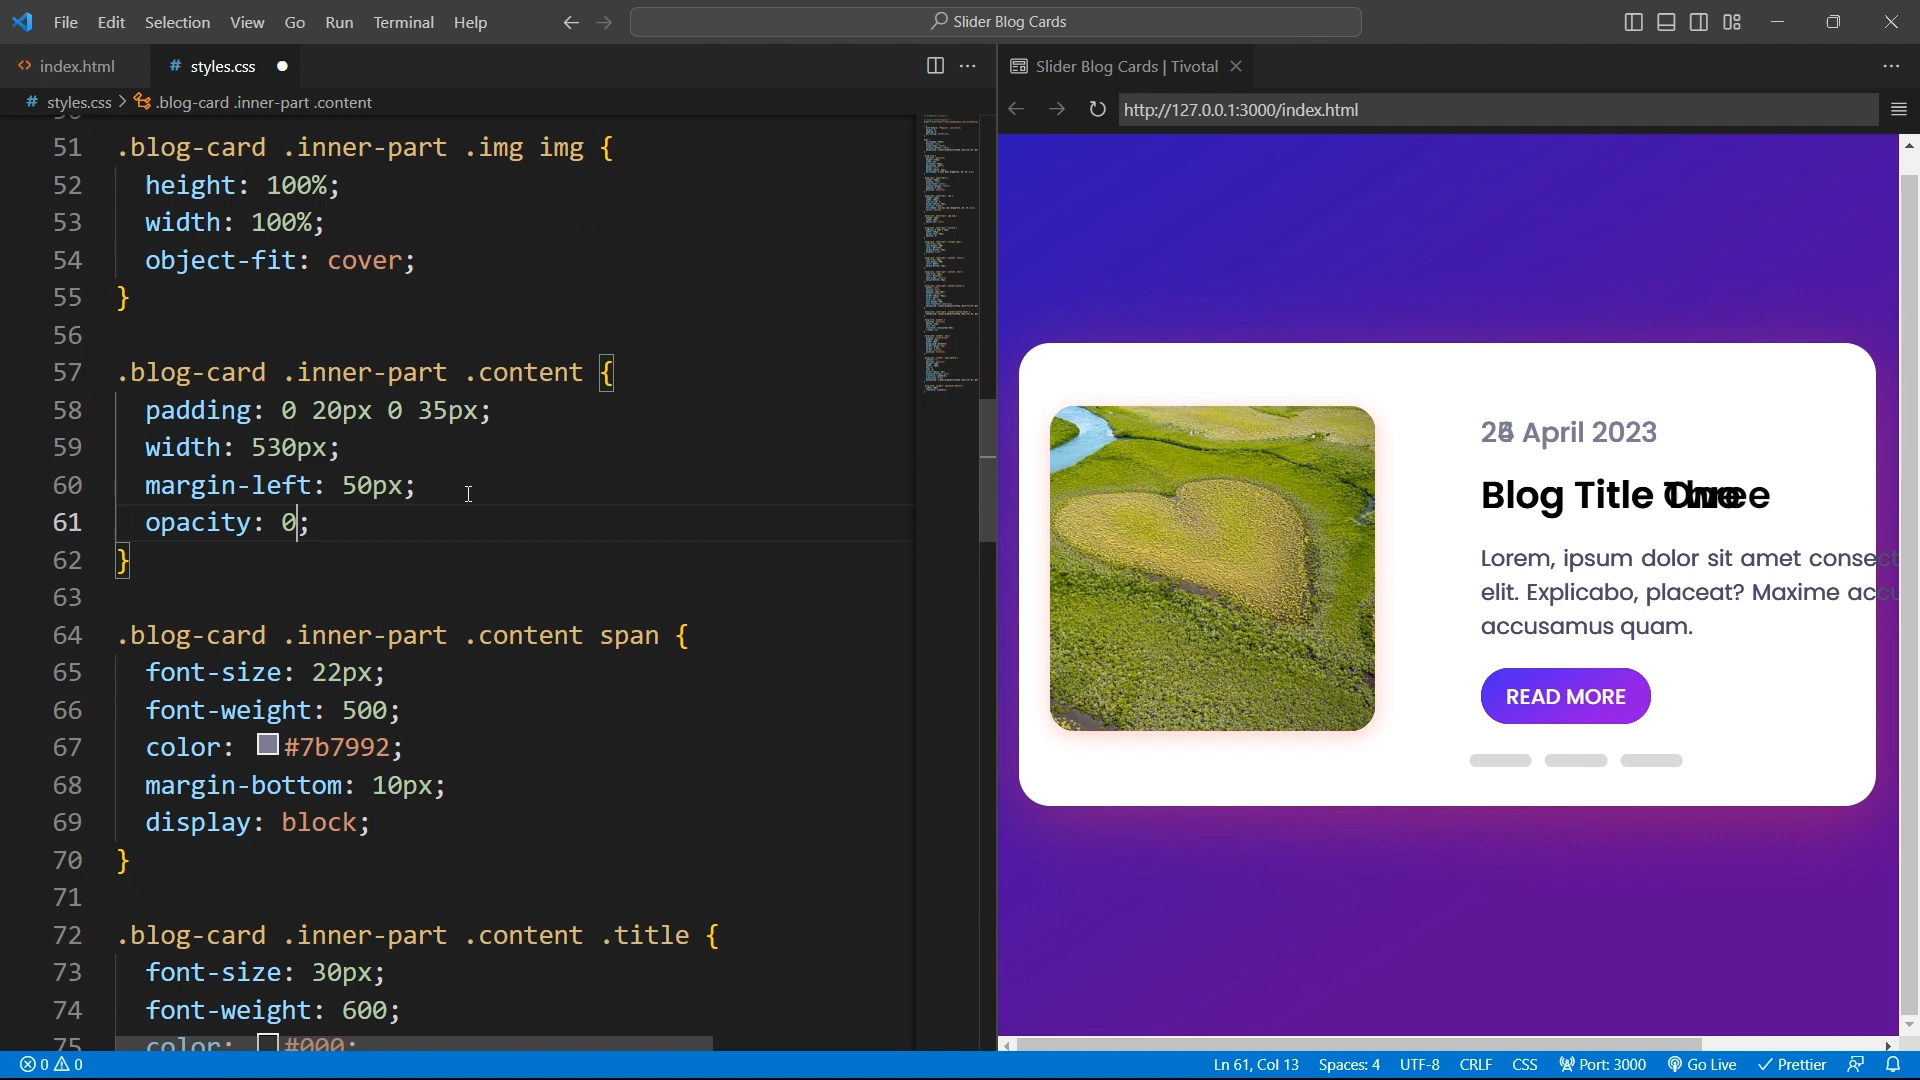 File Edit Selection View Go Run Terminal Help
Slider Blog Cards
<> index.html
# styles.css
Slider Blog Cards | Tivotal
# styles.css > .blog-card .inner-part .content
http://127.0.0.1:3000/index.html
51 .blog-card .inner-part .img img {
52 height: 100%;
53 width: 100%;
54 object-fit: cover;
55 }
56
57 .blog-card .inner-part .content {
58 padding: 0 20px 0 35px;
59 width: 530px;
60 margin-left: 50px;
61 opacity: 0;
62 }
63
64 .blog-card .inner-part .content span {
65 font-size: 22px;
66 font-weight: 500;
67 color: #7b7992;
68 margin-bottom: 10px;
69 display: block;
70 }
71
72 .blog-card .inner-part .content .title {
73 font-size: 30px;
74 font-weight: 600;
75 color: #000;
April 2023
Blog Title
Lorem, ipsum dolor sit amet consect
elit. Explicabo, placeat? Maxime accu
accusamus quam.
READ MORE
0 0
Ln 61, Col 13 Spaces: 4 UTF-8 CRLF CSS Port: 3000 Go Live Prettier